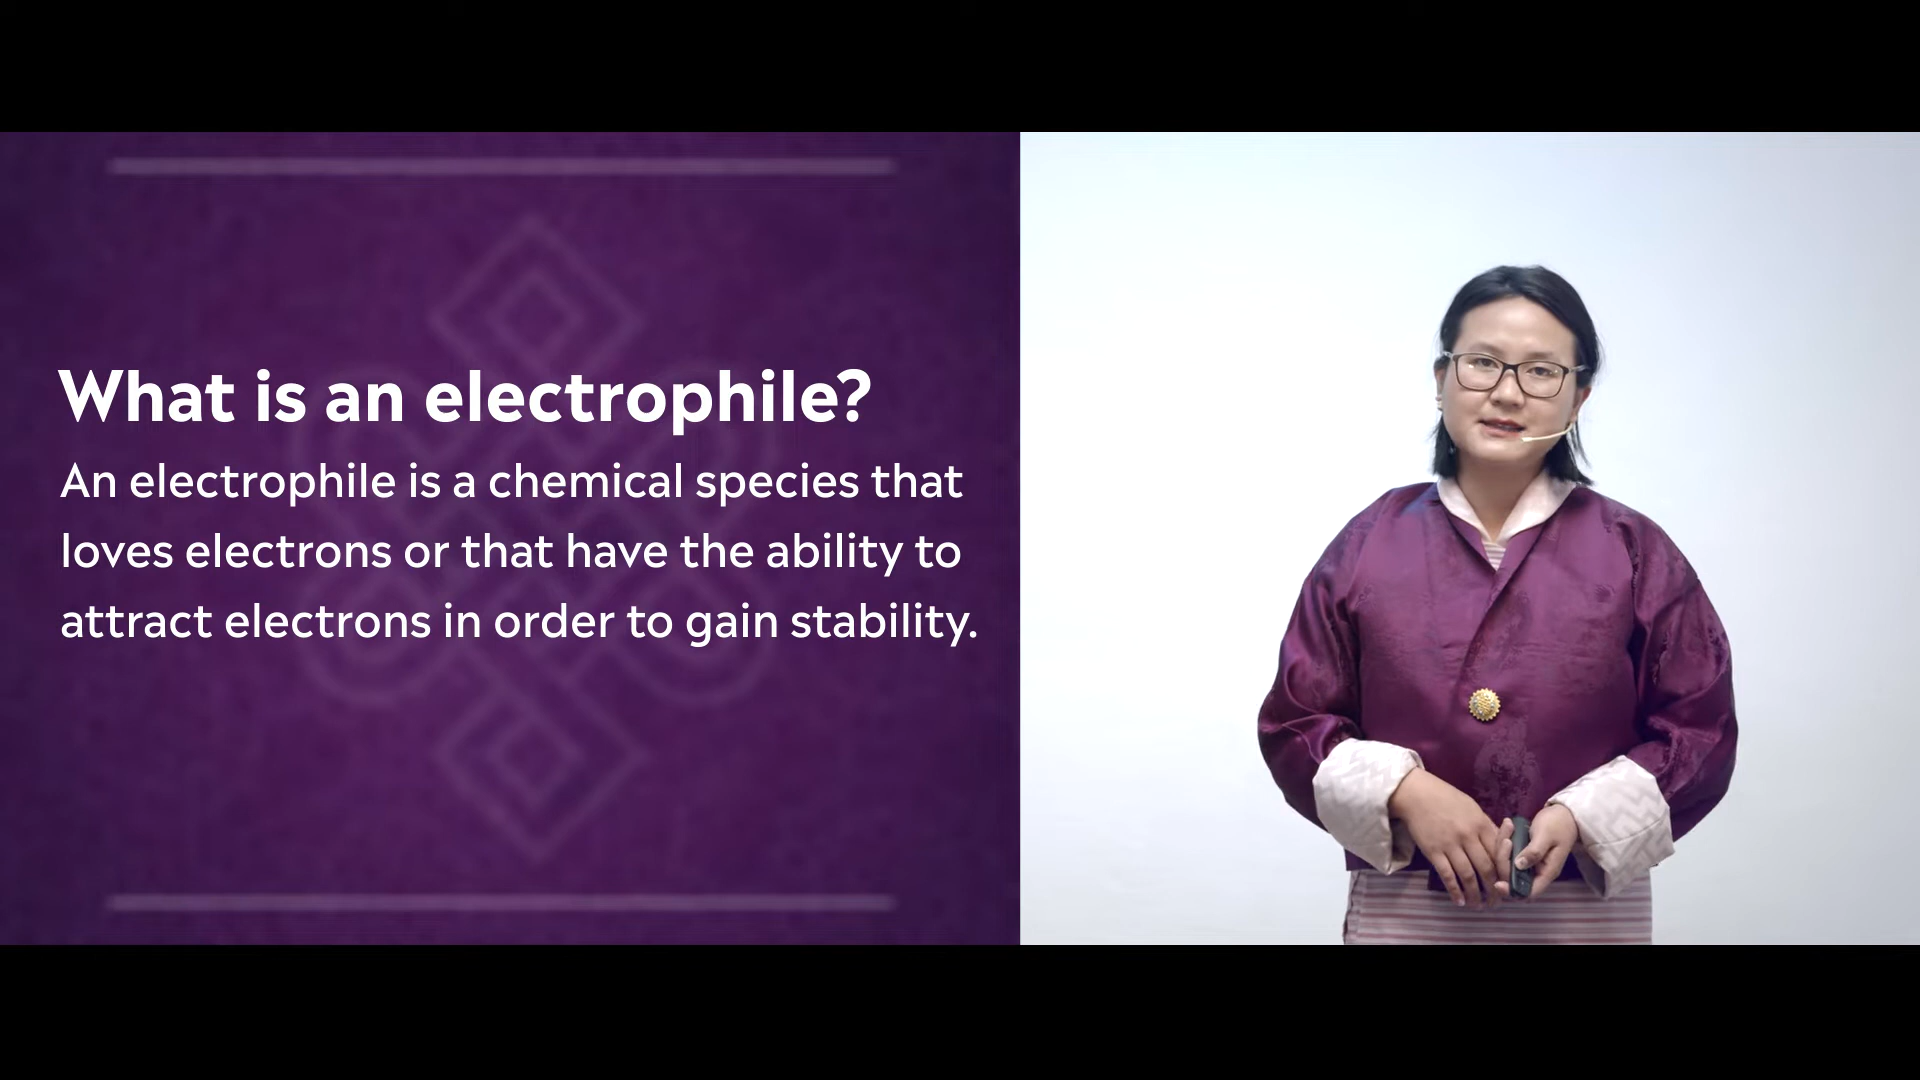 What is an electrophile?
An electrophile is a chemical species that
loves electrons or that have the ability to
attract electrons in order to gain stability.